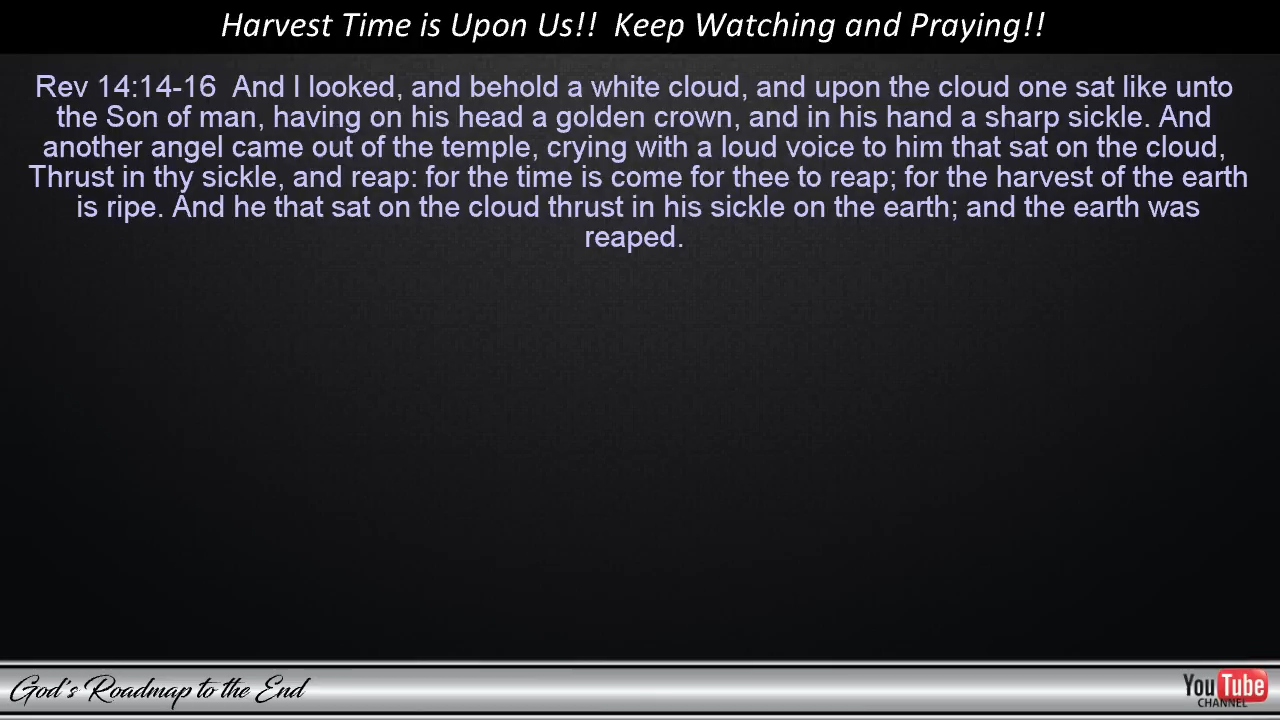 Harvest Time is Upon Us!!  Keep Watching and Praying!!
Rev 14:14-16  And I looked, and behold a white cloud, and upon the cloud one sat like unto
the Son of man, having on his head a golden crown, and in his hand a sharp sickle. And
another angel came out of the temple, crying with a loud voice to him that sat on the cloud,
Thrust in thy sickle, and reap: for the time is come for thee to reap; for the harvest of the earth
is ripe. And he that sat on the cloud thrust in his sickle on the earth; and the earth was
reaped.
God's Roadmap to the End
YouTube
CHANNEL